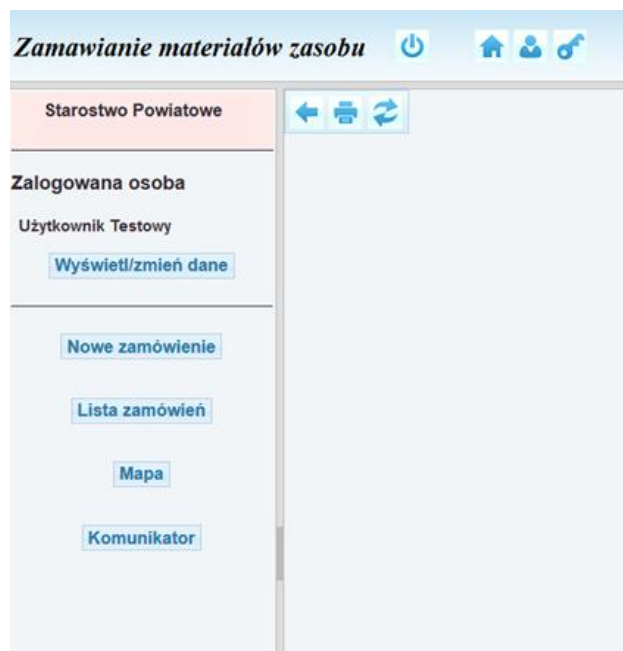 Zamawianie materiałów zasobu
Starostwo Powiatowe
Zalogowana osoba
Użytkownik Testowy
Wyświetl/zmień dane
Nowe zamówienie
Lista zamówień
Mapa
Komunikator